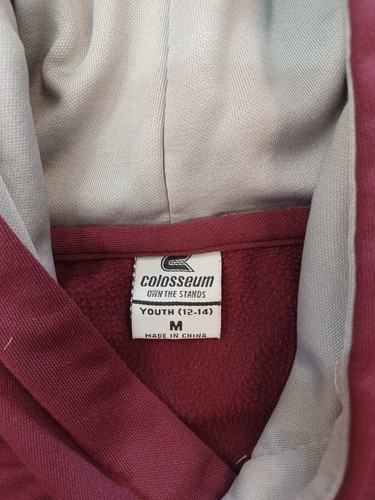 colosseum
OWN THE STANDS
YOUTH (12-14)
M
MADE IN CHINA